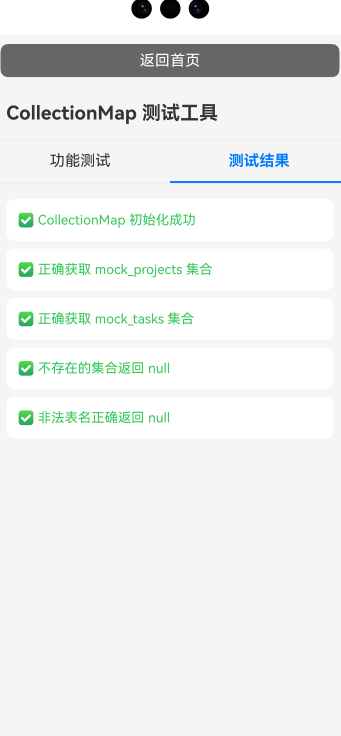 返回首页
CollectionMap 测试工具
功能测试 测试结果
✅ CollectionMap 初始化成功
✅ 正确获取 mock_projects 集合
✅ 正确获取 mock_tasks 集合
✅ 不存在的集合返回 null
✅ 非法表名正确返回 null